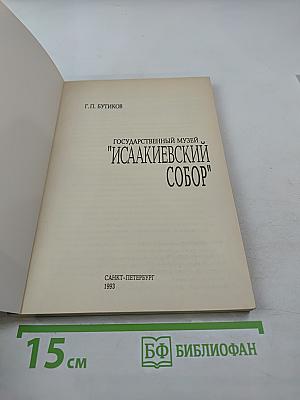 Г.П. БУТИКОВ
ГОСУДАРСТВЕННЫЙ МУЗЕЙ
"ИСААКИЕВСКИЙ
СОБОР"
САНКТ-ПЕТЕРБУРГ
1993
15 см
БФ БИБЛИОФАН